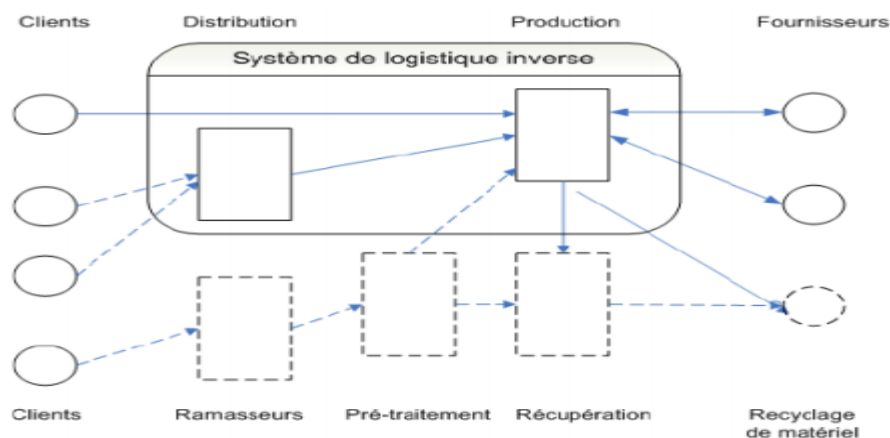 Clients
Distribution
Production
Fournisseurs
Système de logistique inverse
Clients
Ramasseurs
Pré-traitement
Récupération
Recyclage
de matériel